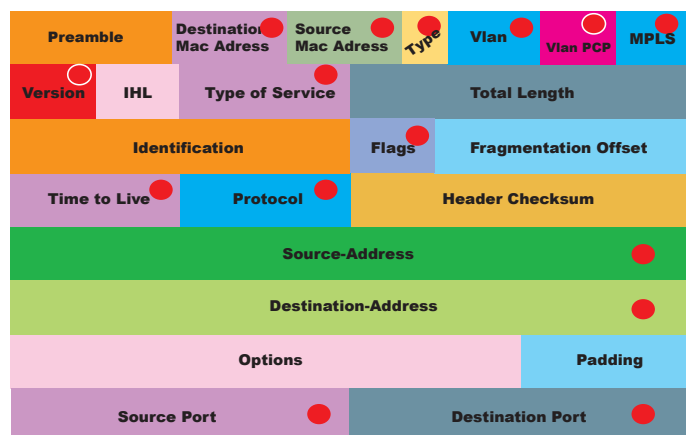 Preamble
Destination
Mac Adress
Source
Mac Adress
Type
Vlan
Vlan PCP
MPLS
Version
IHL
Type of Service
Total Length
Identification
Flags
Fragmentation Offset
Time to Live
Protocol
Header Checksum
Source-Address
Destination-Address
Options
Padding
Source Port
Destination Port